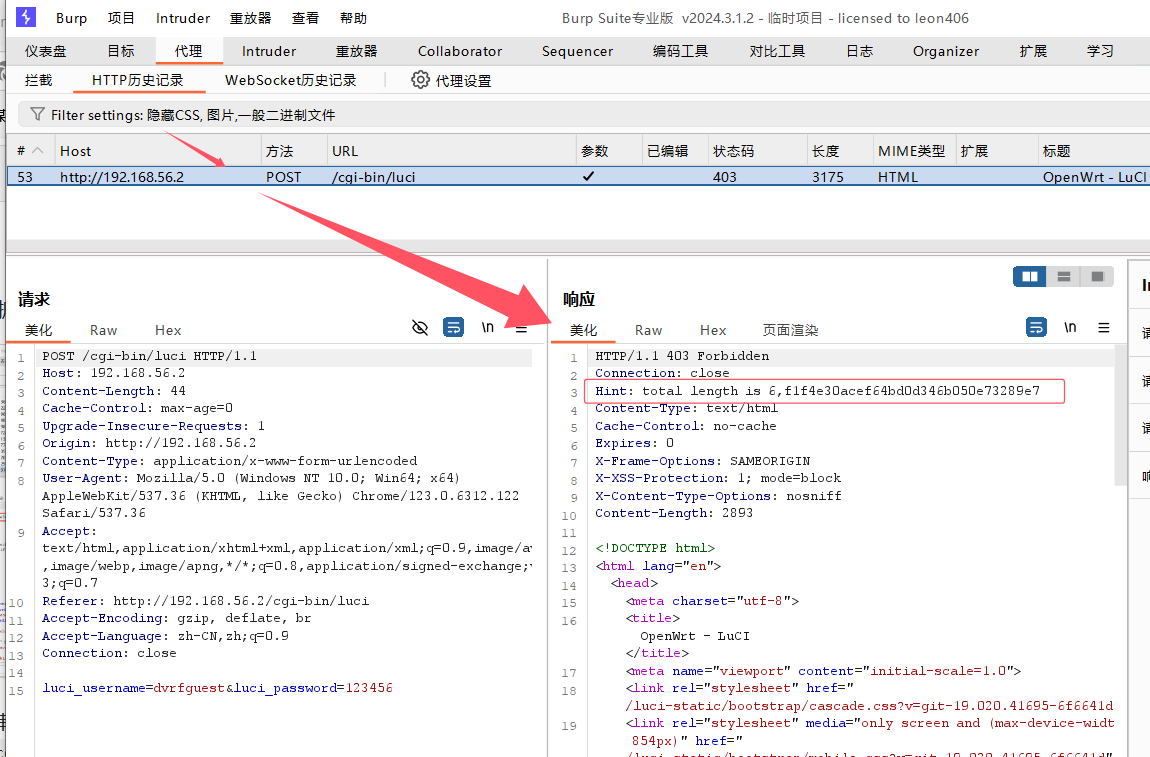 Burp 项目 Intruder 重放器 查看 帮助 Burp Suite专业版 v2024.3.1.2 - 临时项目 - licensed to leon406
仪表盘 目标 代理 Intruder 重放器 Collaborator Sequencer 编码工具 对比工具 日志 Organizer 扩展 学习
拦截 HTTP历史记录 WebSocket历史记录 代理设置
Filter settings: 隐藏CSS, 图片,一般二进制文件
# Host 方法 URL 参数 已编辑 状态码 长度 MIME类型 扩展 标题
53 http://192.168.56.2 POST /cgi-bin/luci ✓ 403 3175 HTML OpenWrt - LuCI
请求
美化 Raw Hex \n
1 POST /cgi-bin/luci HTTP/1.1
2 Host: 192.168.56.2
3 Content-Length: 44
4 Cache-Control: max-age=0
5 Upgrade-Insecure-Requests: 1
6 Origin: http://192.168.56.2
7 Content-Type: application/x-www-form-urlencoded
8 User-Agent: Mozilla/5.0 (Windows NT 10.0; Win64; x64)
AppleWebKit/537.36 (KHTML, like Gecko) Chrome/123.0.6312.122
Safari/537.36
9 Accept:
text/html,application/xhtml+xml,application/xml;q=0.9,image/av
,image/webp,image/apng,*/*;q=0.8,application/signed-exchange;v
3;q=0.7
10 Referer: http://192.168.56.2/cgi-bin/luci
11 Accept-Encoding: gzip, deflate, br
12 Accept-Language: zh-CN,zh;q=0.9
13 Connection: close
14
15 luci_username=dvrfguest&luci_password=123456
响应
美化 Raw Hex 页面渲染 \n
1 HTTP/1.1 403 Forbidden
2 Connection: close
3 Hint: total length is 6,f1f4e30acef64bd0d346b050e73289e7
4 Content-Type: text/html
5 Cache-Control: no-cache
6 Expires: 0
7 X-Frame-Options: SAMEORIGIN
8 X-XSS-Protection: 1; mode=block
9 X-Content-Type-Options: nosniff
10 Content-Length: 2893
11
12 <!DOCTYPE html>
13 <html lang="en">
14 <head>
15 <meta charset="utf-8">
16 <title>
OpenWrt - LuCI
</title>
17 <meta name="viewport" content="initial-scale=1.0">
18 <link rel="stylesheet" href="
/luci-static/bootstrap/cascade.css?v=git-19.020.41695-6f6641d
19 <link rel="stylesheet" media="only screen and (max-device-widt
854px)" href="
/luci-static/bootstrap/mobile.css?v=git-19.020.41695-6f6641d"